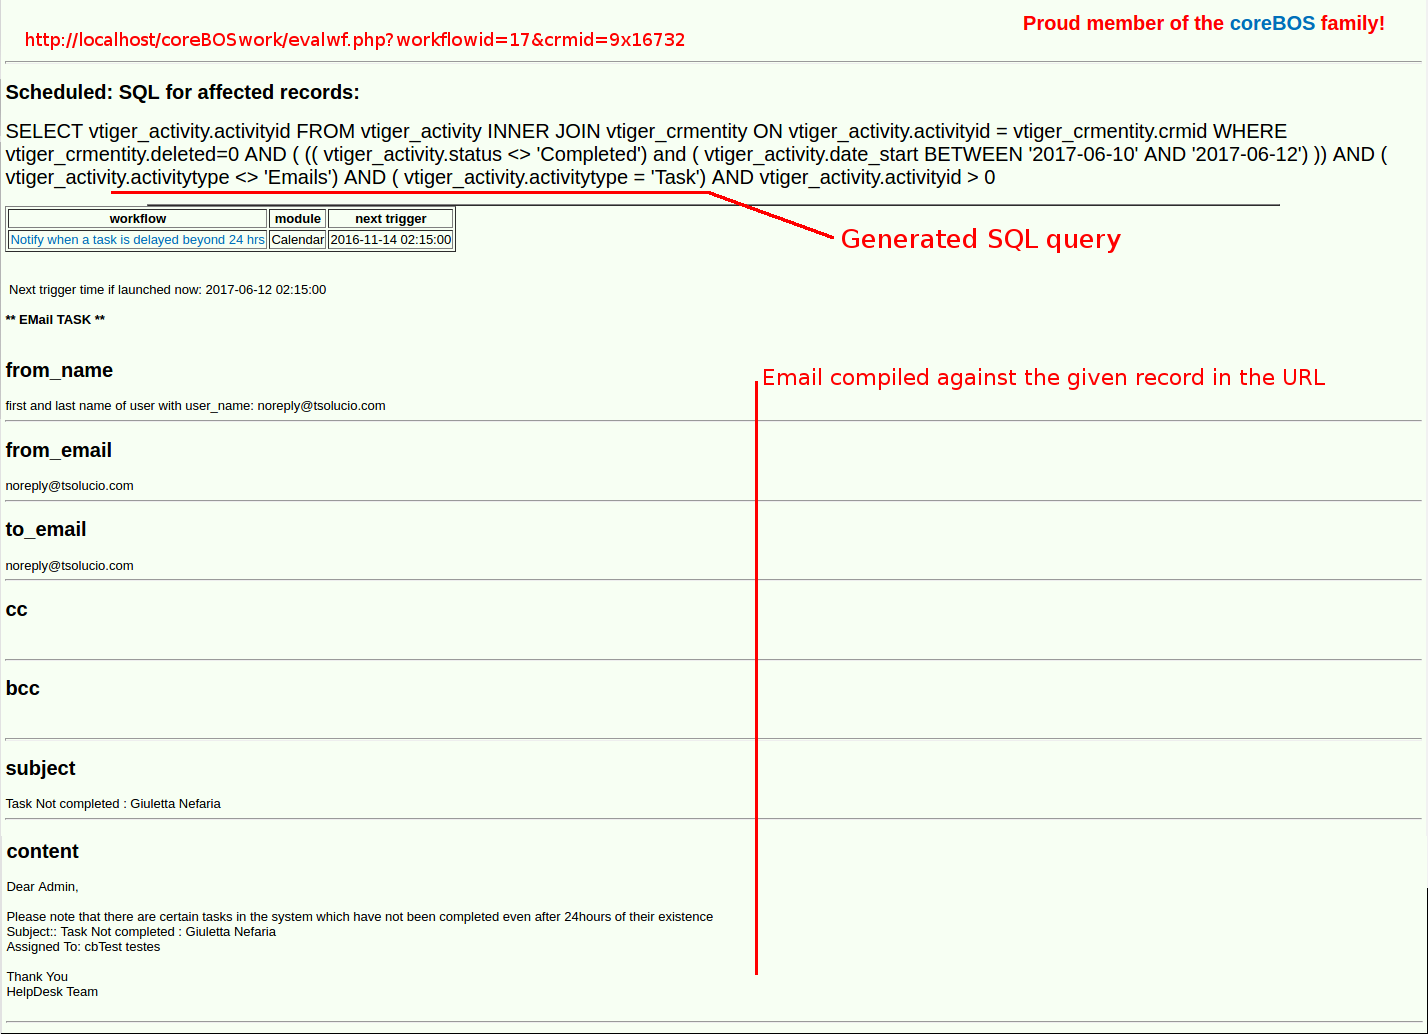 Proud member of the coreBOS family!
http://localhost/coreBOSwork/evalwf.php?workflowid=17&crmid=9x16732
Scheduled: SQL for affected records:
SELECT vtiger_activity.activityid FROM vtiger_activity INNER JOIN vtiger_crmentity ON vtiger_activity.activityid = vtiger_crmentity.crmid WHERE
vtiger_crmentity.deleted=0 AND ( (( vtiger_activity.status <> 'Completed') and ( vtiger_activity.date_start BETWEEN '2017-06-10' AND '2017-06-12') )) AND (
vtiger_activity.activitytype <> 'Emails') AND ( vtiger_activity.activitytype = 'Task') AND vtiger_activity.activityid > 0
workflow module next trigger
Notify when a task is delayed beyond 24 hrs Calendar 2016-11-14 02:15:00
Generated SQL query
Next trigger time if launched now: 2017-06-12 02:15:00
** EMail TASK **
from_name
Email compiled against the given record in the URL
first and last name of user with user_name: noreply@tsolucio.com
from_email
noreply@tsolucio.com
to_email
noreply@tsolucio.com
cc
bcc
subject
Task Not completed : Giuletta Nefaria
content
Dear Admin,
Please note that there are certain tasks in the system which have not been completed even after 24hours of their existence
Subject:: Task Not completed : Giuletta Nefaria
Assigned To: cbTest testes
Thank You
HelpDesk Team